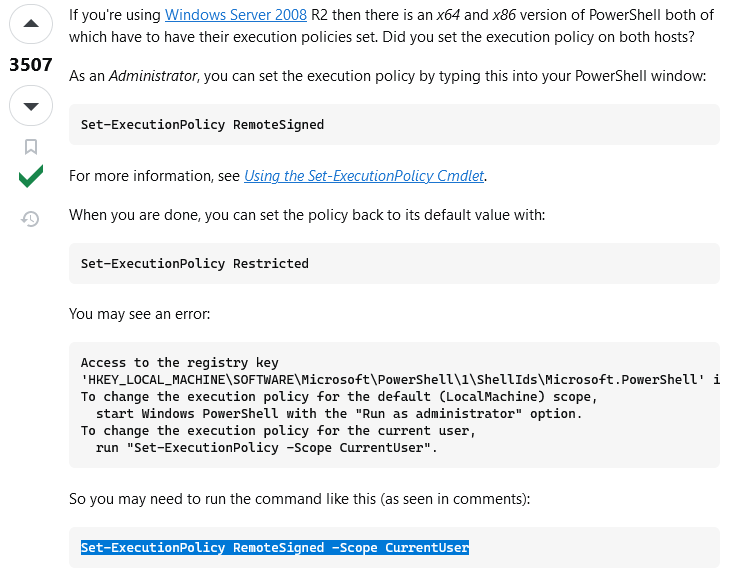 If you're using Windows Server 2008 R2 then there is an x64 and x86 version of PowerShell both of
which have to have their execution policies set. Did you set the execution policy on both hosts?
3507
As an Administrator, you can set the execution policy by typing this into your PowerShell window:
Set-ExecutionPolicy RemoteSigned
For more information, see Using the Set-ExecutionPolicy Cmdlet.
When you are done, you can set the policy back to its default value with:
Set-ExecutionPolicy Restricted
You may see an error:
Access to the registry key
'HKEY_LOCAL_MACHINE\SOFTWARE\Microsoft\PowerShell\1\ShellIds\Microsoft.PowerShell' i
To change the execution policy for the default (LocalMachine) scope,
start Windows PowerShell with the "Run as administrator" option.
To change the execution policy for the current user,
run "Set-ExecutionPolicy -Scope CurrentUser".
So you may need to run the command like this (as seen in comments):
Set-ExecutionPolicy RemoteSigned -Scope CurrentUser